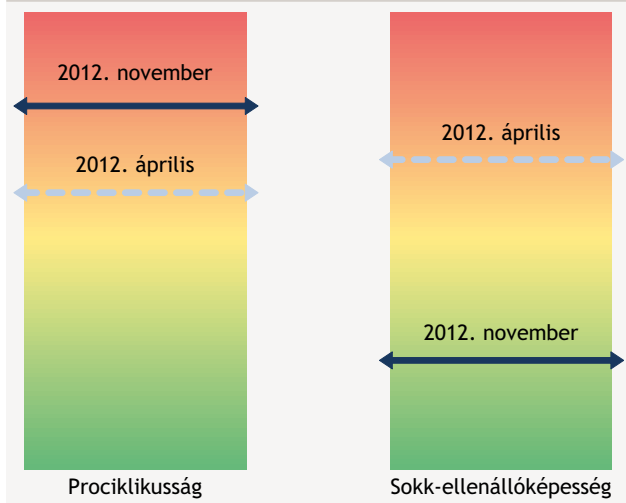 2012. november
2012. április
Prociklikusság
2012. április
2012. november
Sokk-ellenállóképesség